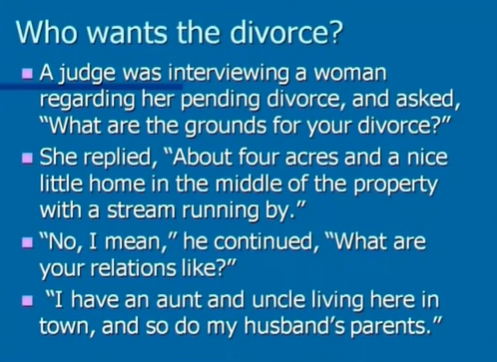 Who wants the divorce?
A judge was interviewing a woman
regarding her pending divorce, and asked,
“What are the grounds for your divorce?”
She replied, “About four acres and a nice
little home in the middle of the property
with a stream running by.”
“No, I mean,” he continued, “What are
your relations like?”
“I have an aunt and uncle living here in
town, and so do my husband’s parents.”